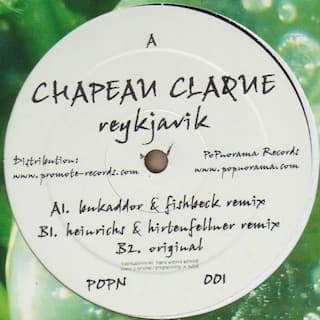 A
CHAPEAU CLAQUE
reykjavik
Distribution: PoPnorama Records
www.promote-records.com www.popnorama.com
A1. bukaddor & fishbeck remix
B1. heinrichs & hirtenfellner remix
B2. original
POPN 001